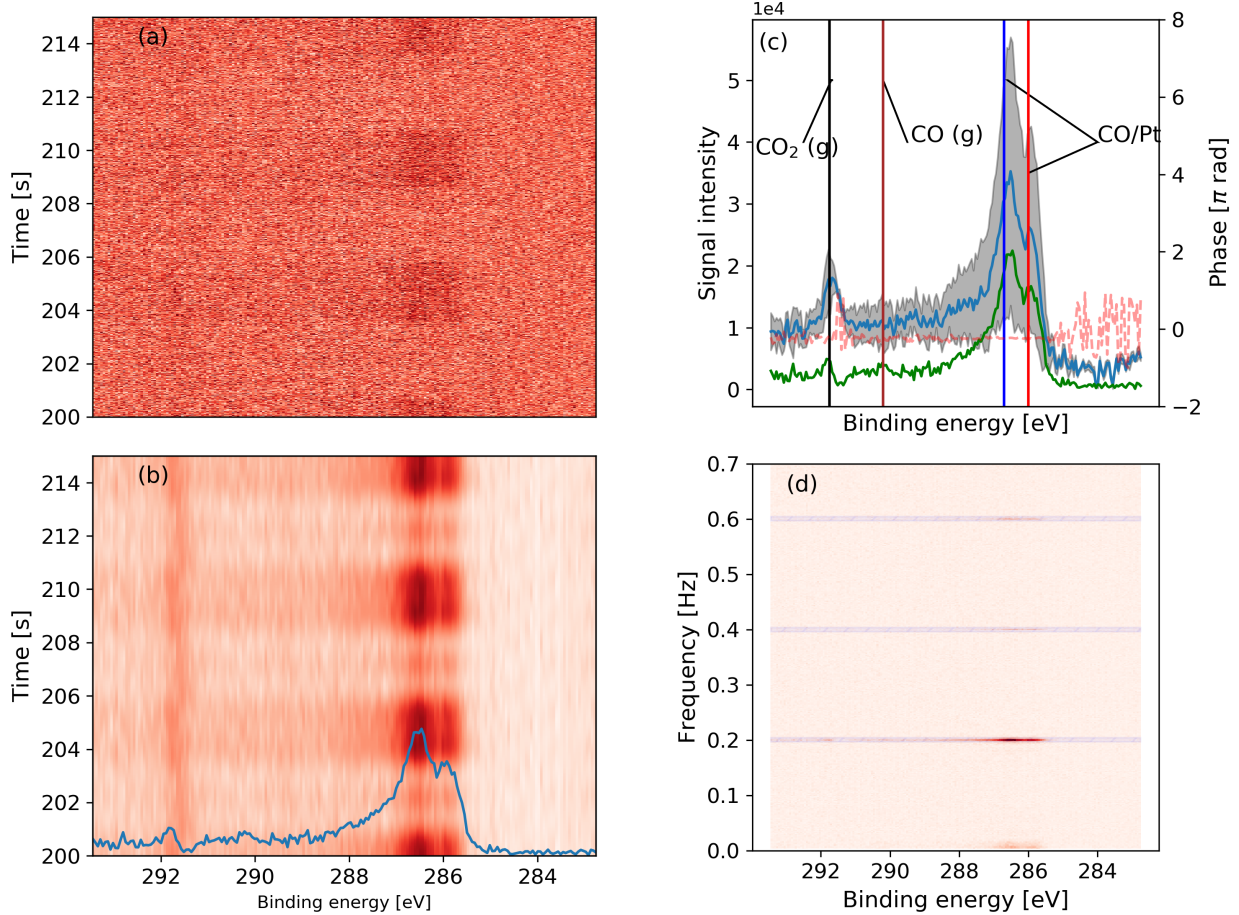 (a)
214
212
210
208
206
204
202
200
Time [s]
1e4
(c)
5
4
3
2
1
0
Signal intensity
8
6
4
2
0
−2
Phase [π rad]
CO₂ (g)
CO (g)
CO/Pt
Binding energy [eV]
(b)
214
212
210
208
206
204
202
200
Time [s]
292
290
288
286
284
Binding energy [eV]
(d)
0.7
0.6
0.5
0.4
0.3
0.2
0.1
0.0
Frequency [Hz]
292
290
288
286
284
Binding energy [eV]